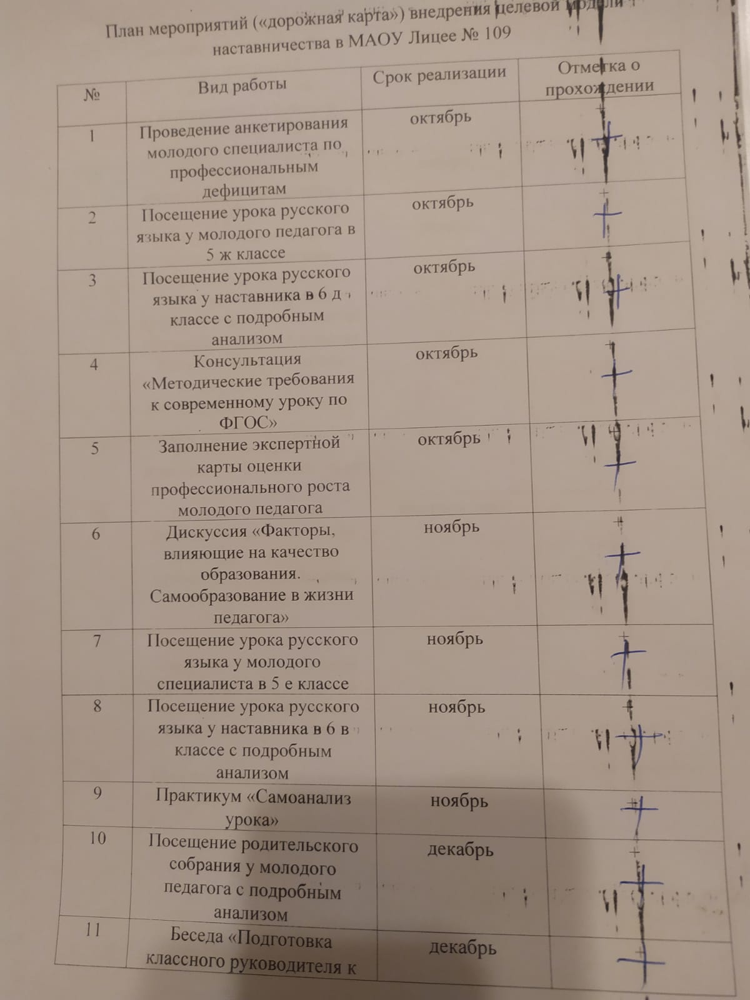 План мероприятий («дорожная карта») внедрения целевой модели
наставничества в МАОУ Лицее № 109
№
Вид работы
Срок реализации
Отметка о
прохождении
1
Проведение анкетирования
молодого специалиста по
профессиональным
дефицитам
октябрь
+
2
Посещение урока русского
языка у молодого педагога в
5 ж классе
октябрь
+
3
Посещение урока русского
языка у наставника в 6 д
классе с подробным
анализом
октябрь
+
4
Консультация
«Методические требования
к современному уроку по
ФГОС»
октябрь
+
5
Заполнение экспертной
карты оценки
профессионального роста
молодого педагога
октябрь
+
6
Дискуссия «Факторы,
влияющие на качество
образования.
Самообразование в жизни
педагога»
ноябрь
+
7
Посещение урока русского
языка у молодого
специалиста в 5 е классе
ноябрь
+
8
Посещение урока русского
языка у наставника в 6 в
классе с подробным
анализом
ноябрь
+
9
Практикум «Самоанализ
урока»
ноябрь
+
10
Посещение родительского
собрания у молодого
педагога с подробным
анализом
декабрь
+
11
Беседа «Подготовка
классного руководителя к
декабрь
+